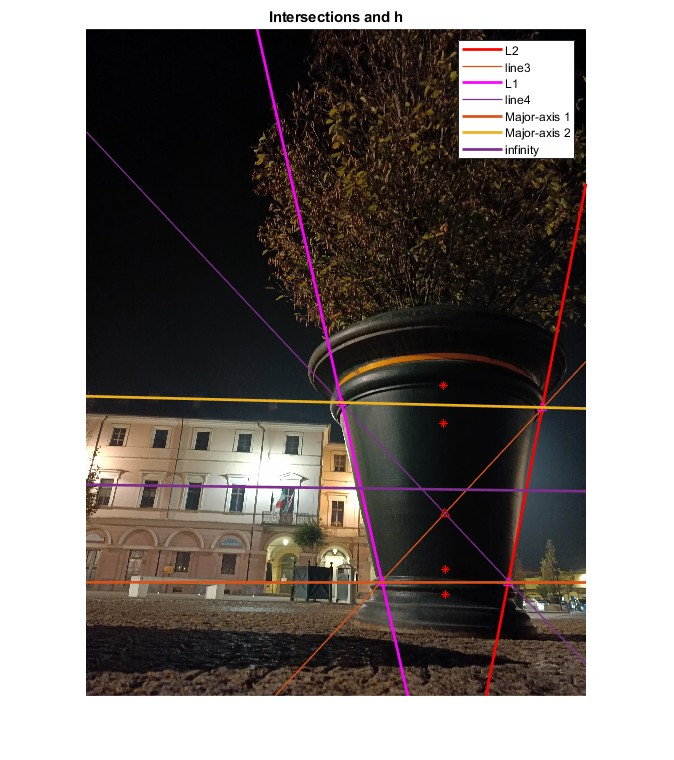 Intersections and h
L2
line3
L1
line4
Major-axis 1
Major-axis 2
infinity